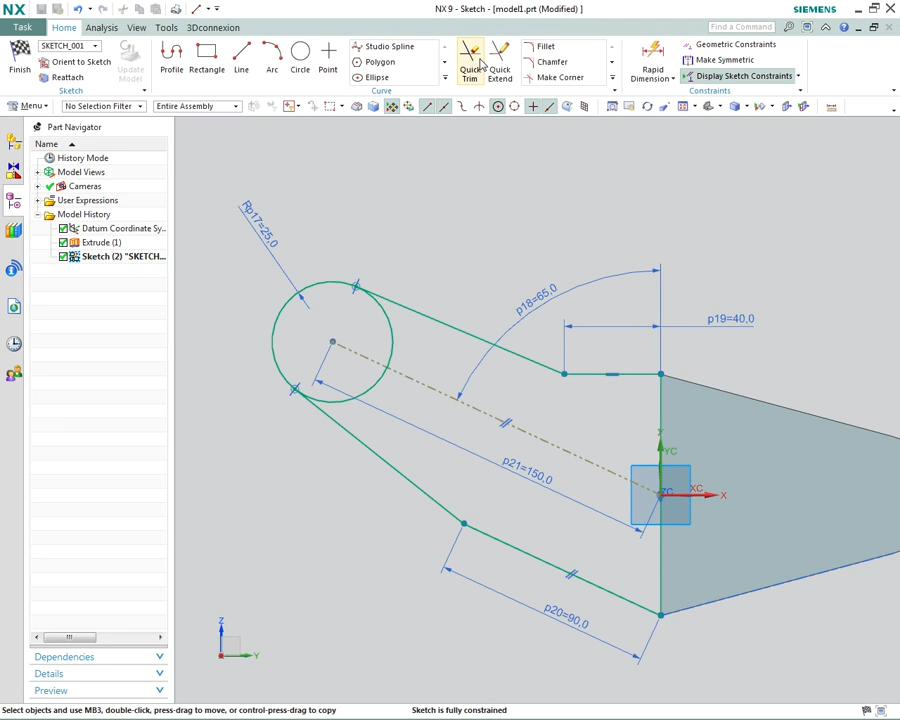 NX
NX 9 - Sketch - [model1.prt (Modified) ]
SIEMENS
Task
Home
Analysis
View
Tools
3Dconnexion
Find a Command
Finish
SKETCH_001
Orient to Sketch
Reattach
Update Model
Sketch
Profile
Rectangle
Line
Arc
Circle
Point
Studio Spline
Polygon
Ellipse
Curve
Quick Trim
Quick Extend
Fillet
Chamfer
Make Corner
Rapid Dimension
Geometric Constraints
Make Symmetric
Display Sketch Constraints
Constraints
Menu
No Selection Filter
Entire Assembly
Part Navigator
Name
History Mode
Model Views
Cameras
User Expressions
Model History
Datum Coordinate Sy...
Extrude (1)
Sketch (2) "SKETCH...
Dependencies
Details
Preview
Rp17=25,0
p18=65,0
p19=40,0
p21=150,0
p20=90,0
YC
XC
X
Z
Y
Select objects and use MB3, double-click, press-drag to move, or control-press-drag to copy
Sketch is fully constrained